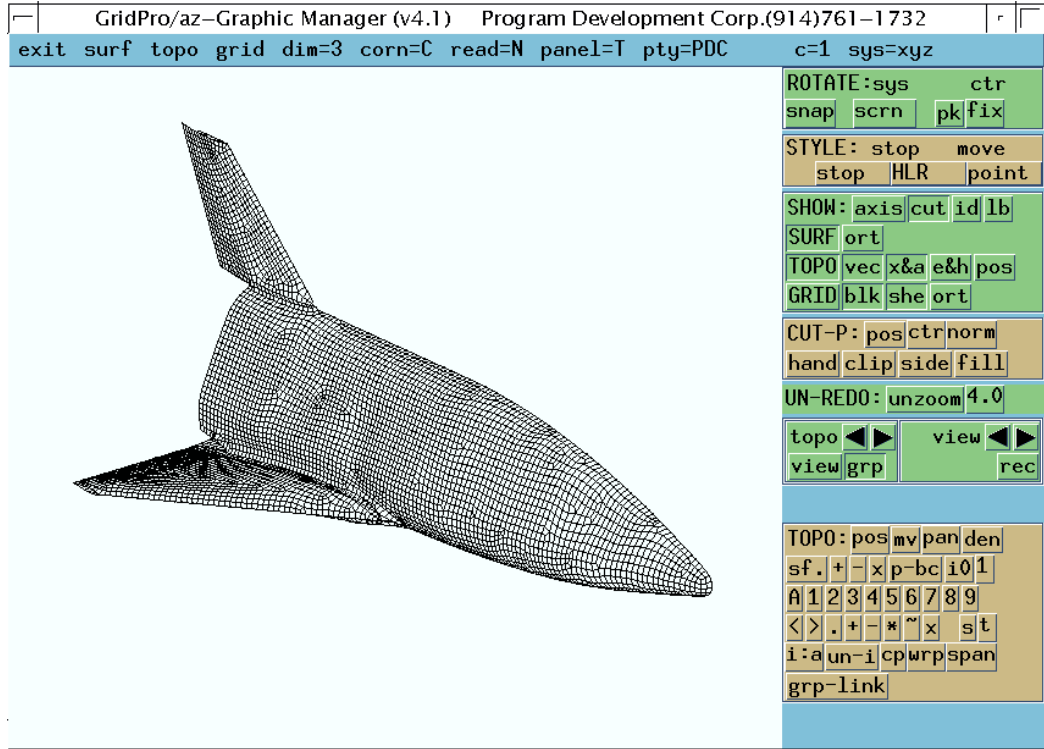 GridPro/az-Graphic Manager (v4.1) Program Development Corp.(914)761-1732
exit surf topo grid dim=3 corn=C read=N panel=T pty=PDC c=1 sys=xyz
ROTATE:sys ctr
snap scrn pk fix
STYLE: stop move
stop HLR point
SHOW: axis cut id lb
SURF ort
TOPO vec x&a e&h pos
GRID blk she ort
CUT-P: pos ctr norm
hand clip side fill
UN-REDO: unzoom 4.0
topo view
view grp rec
TOPO: pos mv pan den
sf. + - x p-bc i0 1
A 1 2 3 4 5 6 7 8 9
< > . + - * ~ x s t
i:a un-i cp wrp span
grp-link